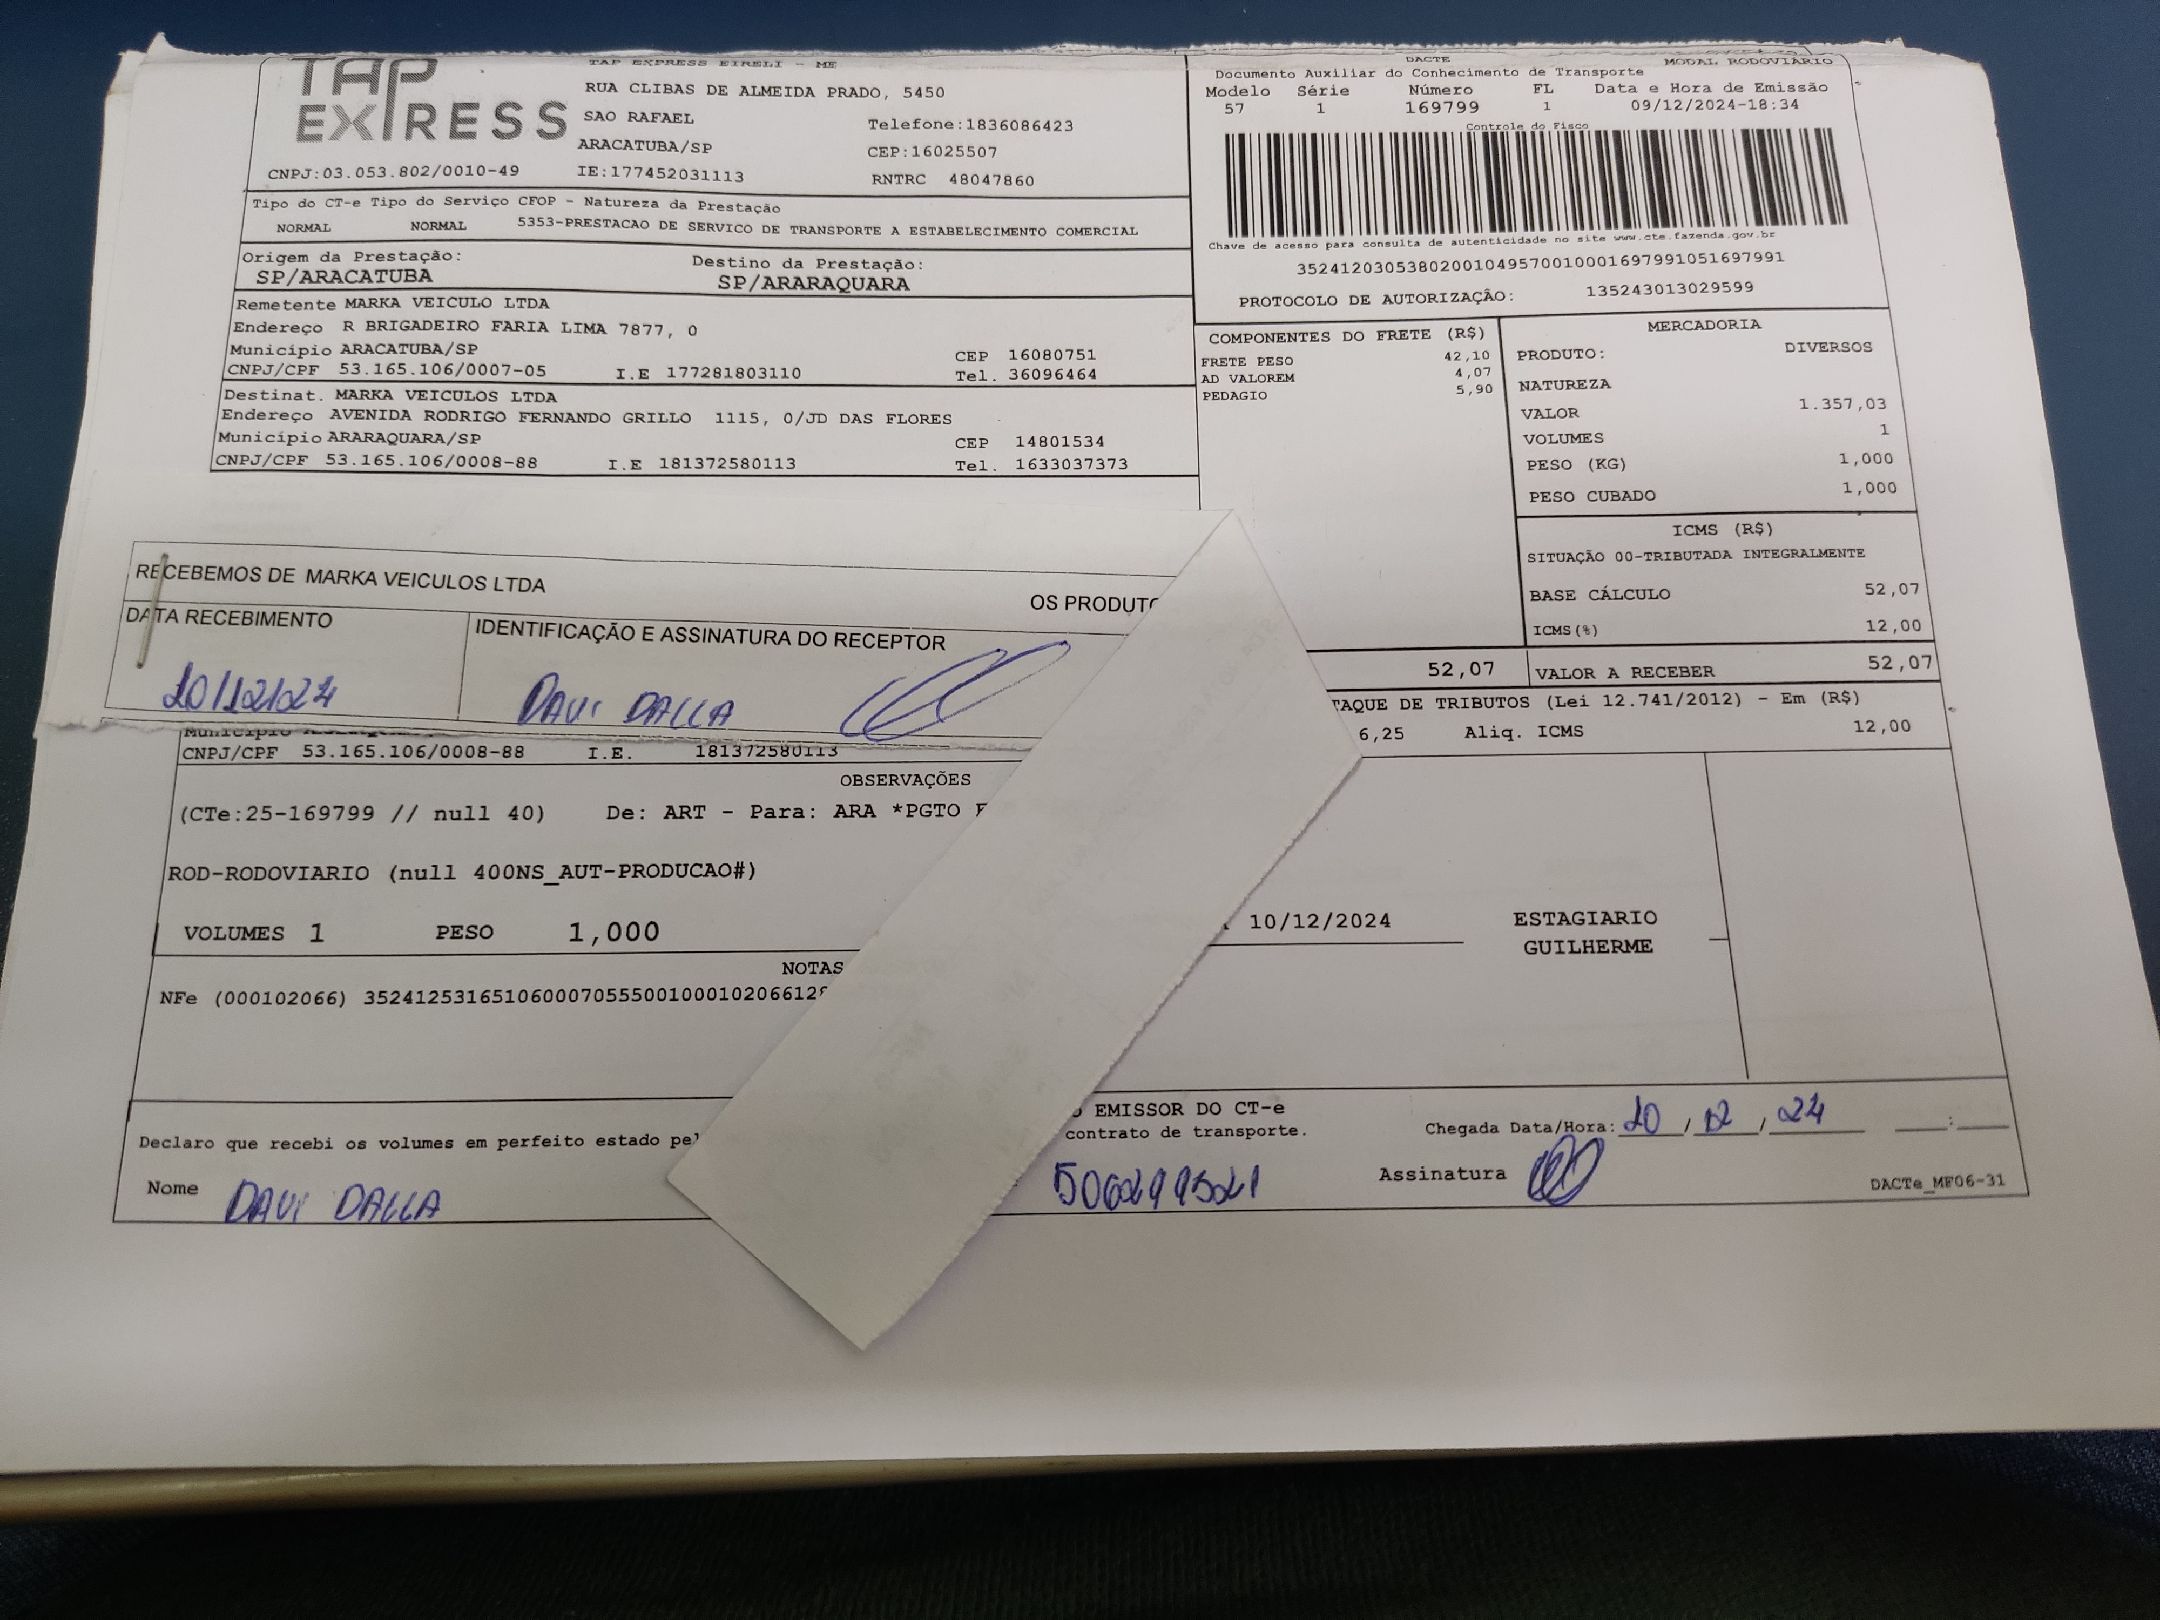 TAP EXPRESS
TAP EXPRESS EIRELI - ME
RUA CLIBAS DE ALMEIDA PRADO, 5450
SAO RAFAEL
Telefone:1836086423
ARACATUBA/SP
CEP:16025507
CNPJ:03.053.802/0010-49 IE:177452031113 RNTRC 48047860
DACTE MODAL RODOVIÁRIO
Documento Auxiliar do Conhecimento de Transporte
Modelo Série Número FL Data e Hora de Emissão
57 1 169799 1 09/12/2024-18:34
Controle do Fisco
Chave de acesso para consulta de autenticidade no site www.cte.fazenda.gov.br
35241203053802001049570010001697991051697991
PROTOCOLO DE AUTORIZAÇÃO: 135243013029599
Tipo do CT-e Tipo do Serviço CFOP - Natureza da Prestação
NORMAL NORMAL 5353-PRESTACAO DE SERVICO DE TRANSPORTE A ESTABELECIMENTO COMERCIAL
Origem da Prestação: Destino da Prestação:
SP/ARACATUBA SP/ARARAQUARA
Remetente MARKA VEICULO LTDA
Endereço R BRIGADEIRO FARIA LIMA 7877, 0
Município ARACATUBA/SP CEP 16080751
CNPJ/CPF 53.165.106/0007-05 I.E 177281803110 Tel. 36096464
Destinat. MARKA VEICULOS LTDA
Endereço AVENIDA RODRIGO FERNANDO GRILLO 1115, 0/JD DAS FLORES
Município ARARAQUARA/SP CEP 14801534
CNPJ/CPF 53.165.106/0008-88 I.E 181372580113 Tel. 1633037373
COMPONENTES DO FRETE (R$)
FRETE PESO 42,10
AD VALOREM 4,07
PEDAGIO 5,90
MERCADORIA
PRODUTO: DIVERSOS
NATUREZA
VALOR 1.357,03
VOLUMES 1
PESO (KG) 1,000
PESO CUBADO 1,000
ICMS (R$)
SITUAÇÃO 00-TRIBUTADA INTEGRALMENTE
BASE CÁLCULO 52,07
ICMS(%) 12,00
52,07 VALOR A RECEBER 52,07
TAQUE DE TRIBUTOS (Lei 12.741/2012) - Em (R$)
6,25 Aliq. ICMS 12,00
RECEBEMOS DE MARKA VEICULOS LTDA OS PRODUTO
DATA RECEBIMENTO IDENTIFICAÇÃO E ASSINATURA DO RECEPTOR
10/12/24 DAVI DALLA
Município
CNPJ/CPF 53.165.106/0008-88 I.E. 181372580113
OBSERVAÇÕES
(CTe:25-169799 // null 40) De: ART - Para: ARA *PGTO
ROD-RODOVIARIO (null 400NS_AUT-PRODUCAO#)
VOLUMES 1 PESO 1,000 10/12/2024 ESTAGIARIO
GUILHERME
NOTAS
NFe (000102066) 3524125316510600070555001000102066128
EMISSOR DO CT-e
Declaro que recebi os volumes em perfeito estado pel contrato de transporte. Chegada Data/Hora: 10 / 12 / 24 :
Nome DAVI DALLA Assinatura DACTe_MF06-31